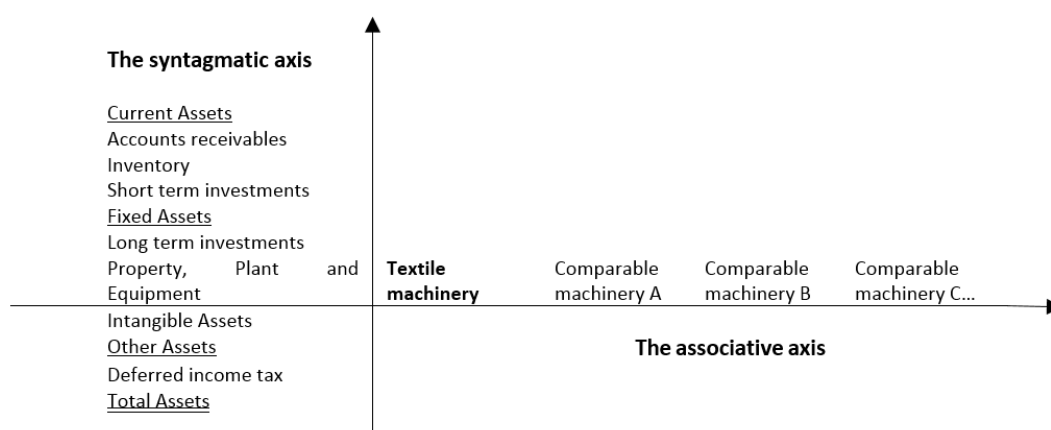 The syntagmatic axis
Current Assets
Accounts receivables
Inventory
Short term investments
Fixed Assets
Long term investments
Property, Plant and Equipment
Textile machinery
Comparable machinery A
Comparable machinery B
Comparable machinery C...
Intangible Assets
Other Assets
Deferred income tax
Total Assets
The associative axis